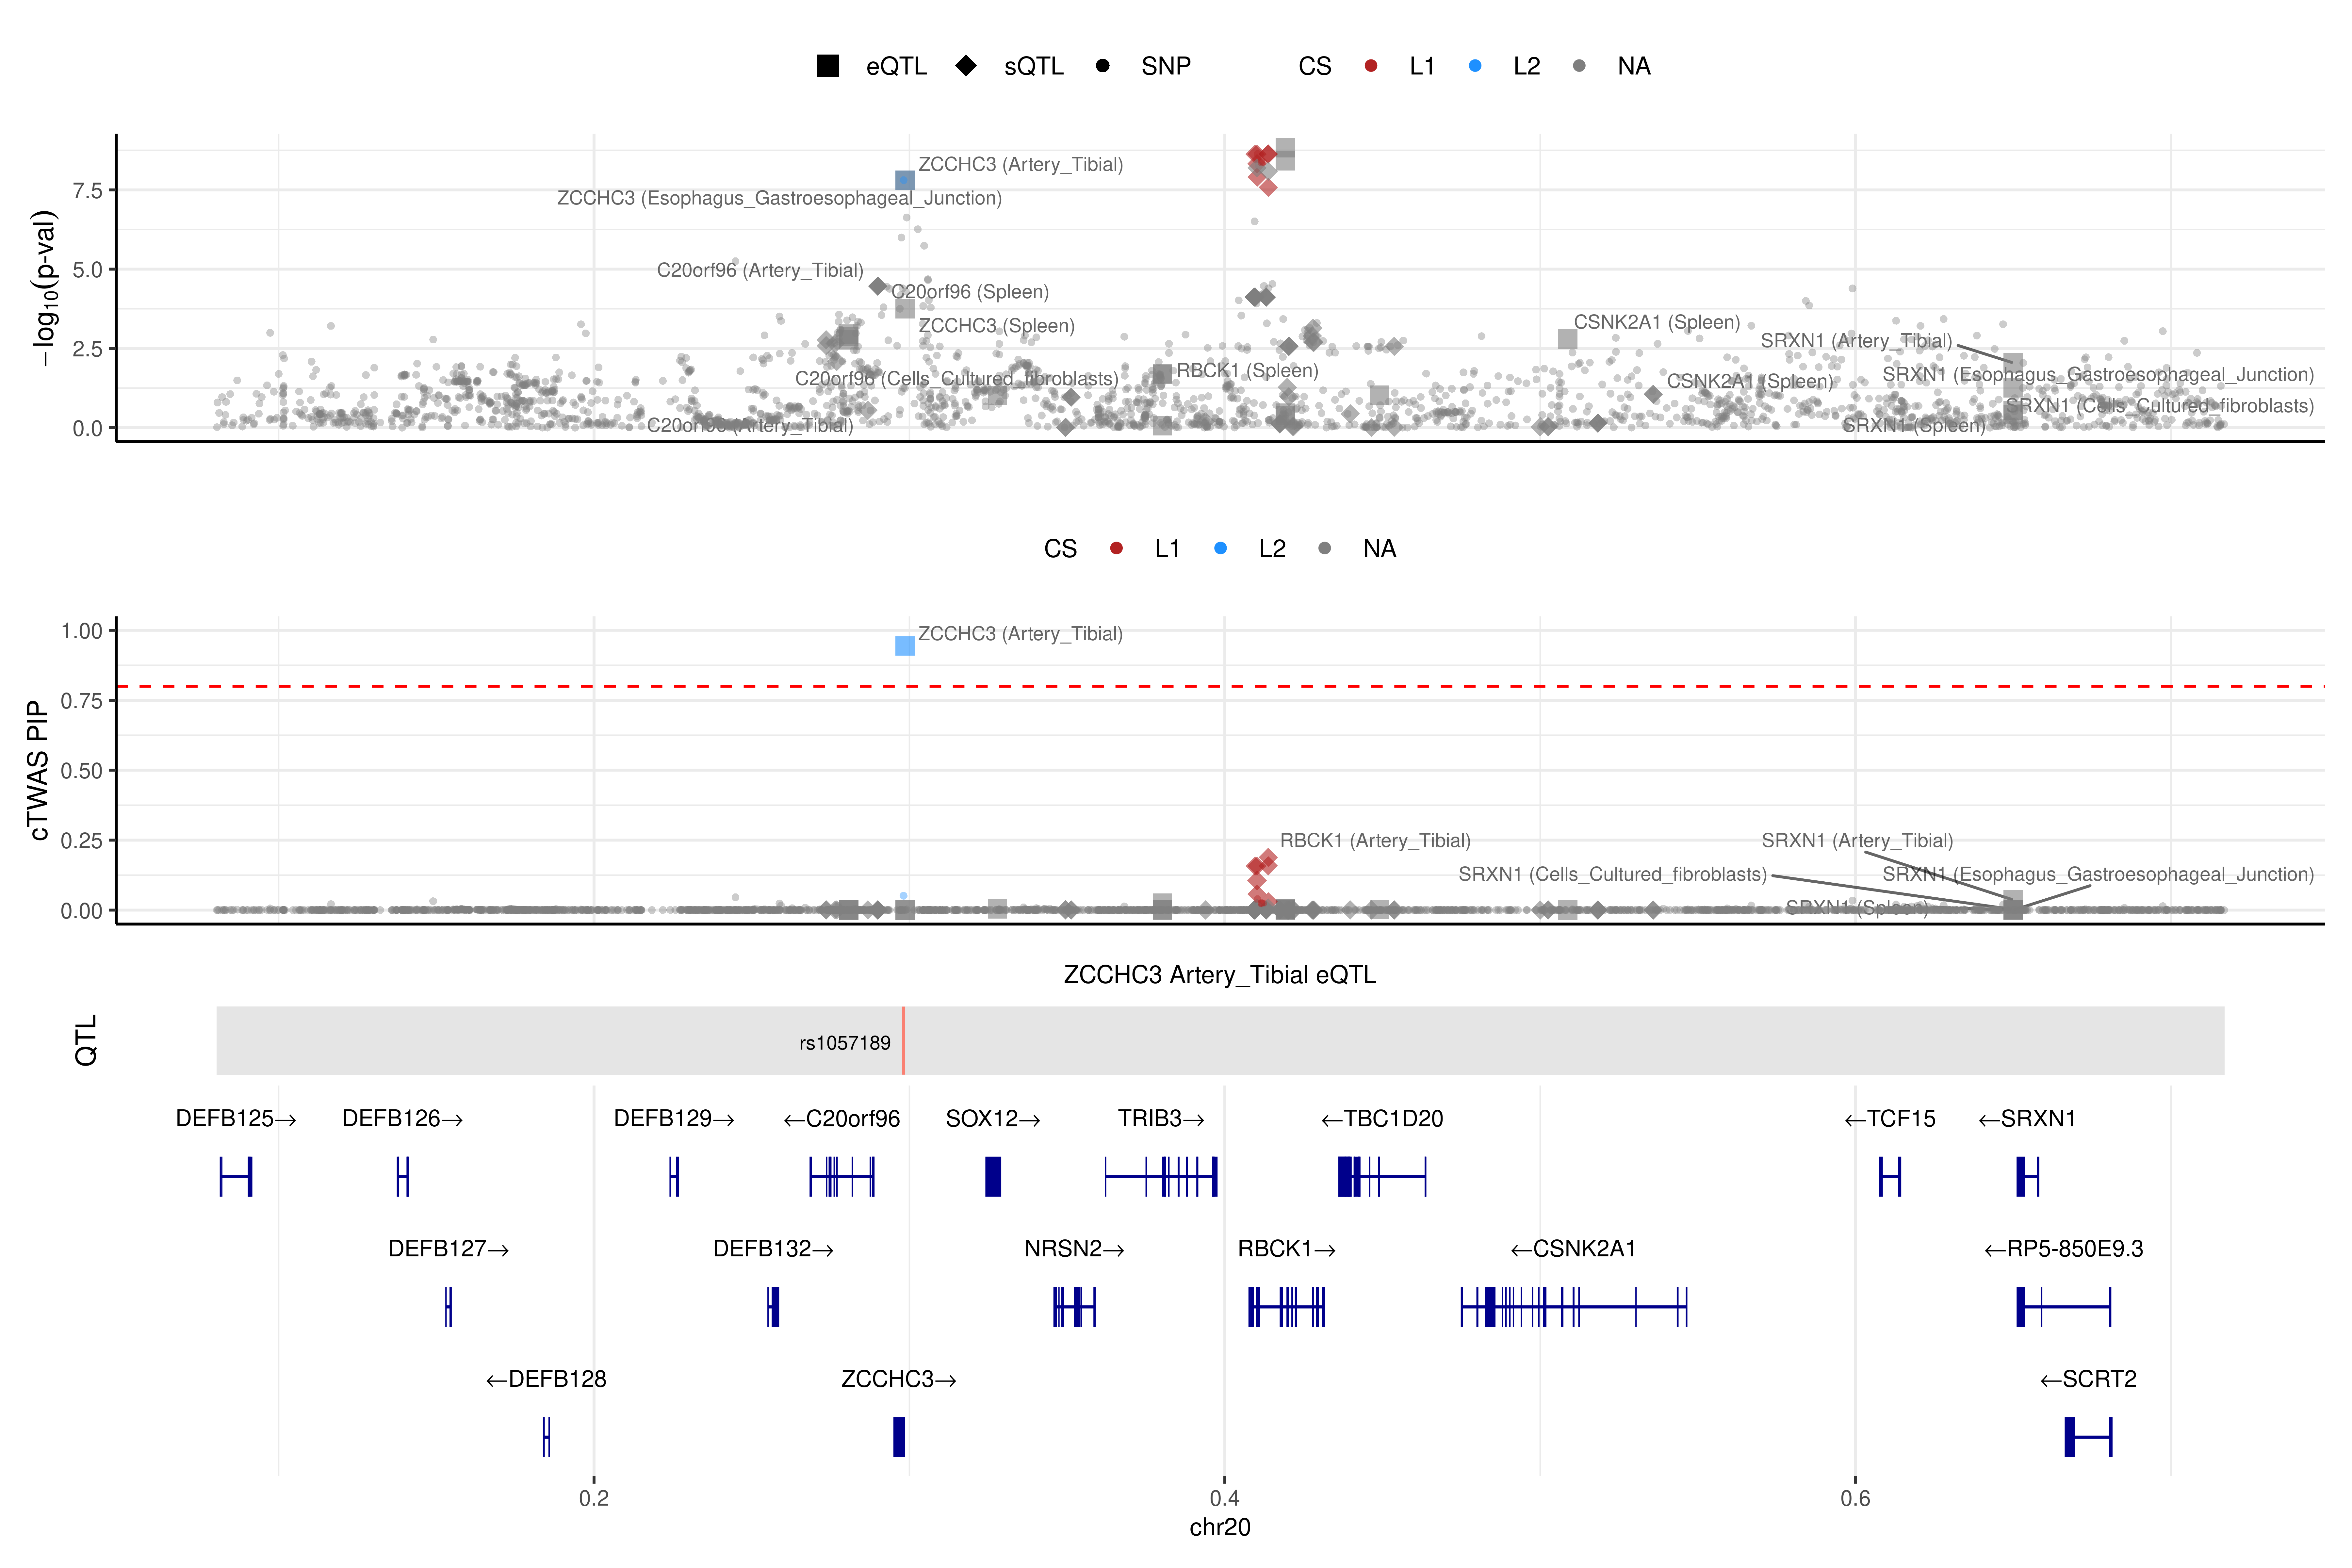 eQTL sQTL SNP CS L1 L2 NA
−log10(p-val)
7.5
5.0
2.5
0.0
ZCCHC3 (Artery_Tibial)
ZCCHC3 (Esophagus_Gastroesophageal_Junction)
C20orf96 (Artery_Tibial)
C20orf96 (Spleen)
ZCCHC3 (Spleen)
CSNK2A1 (Spleen)
SRXN1 (Artery_Tibial)
RBCK1 (Spleen)
SRXN1 (Esophagus_Gastroesophageal_Junction)
C20orf96 (Cells_Cultured_fibroblasts)
CSNK2A1 (Spleen)
SRXN1 (Cells_Cultured_fibroblasts)
C20orf96 (Artery_Tibial)
SRXN1 (Spleen)
CS L1 L2 NA
cTWAS PIP
1.00
0.75
0.50
0.25
0.00
ZCCHC3 (Artery_Tibial)
RBCK1 (Artery_Tibial)
SRXN1 (Artery_Tibial)
SRXN1 (Cells_Cultured_fibroblasts)
SRXN1 (Esophagus_Gastroesophageal_Junction)
SRXN1 (Spleen)
ZCCHC3 Artery_Tibial eQTL
QTL
rs1057189
DEFB125→ DEFB126→ DEFB129→ ←C20orf96 SOX12→ TRIB3→ ←TBC1D20 ←TCF15 ←SRXN1
DEFB127→ DEFB132→ NRSN2→ RBCK1→ ←CSNK2A1 ←RP5-850E9.3
←DEFB128 ZCCHC3→ ←SCRT2
0.2 0.4 0.6
chr20